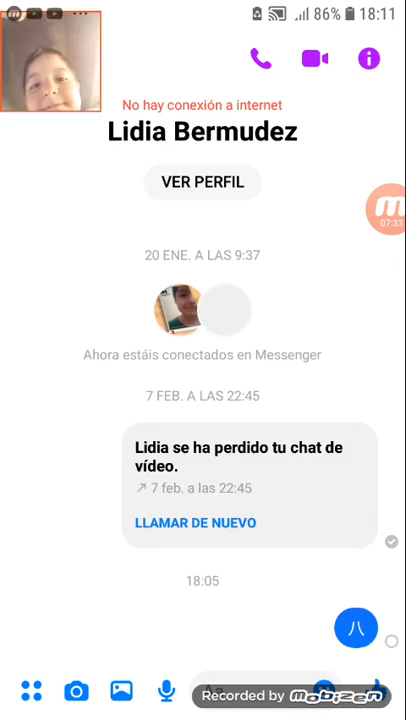 86% 18:11
No hay conexión a internet
Lidia Bermudez
VER PERFIL
07:33
20 ENE. A LAS 9:37
Ahora estáis conectados en Messenger
7 FEB. A LAS 22:45
Lidia se ha perdido tu chat de
vídeo.
7 feb. a las 22:45
LLAMAR DE NUEVO
18:05
八
Aa
Recorded by mobizen